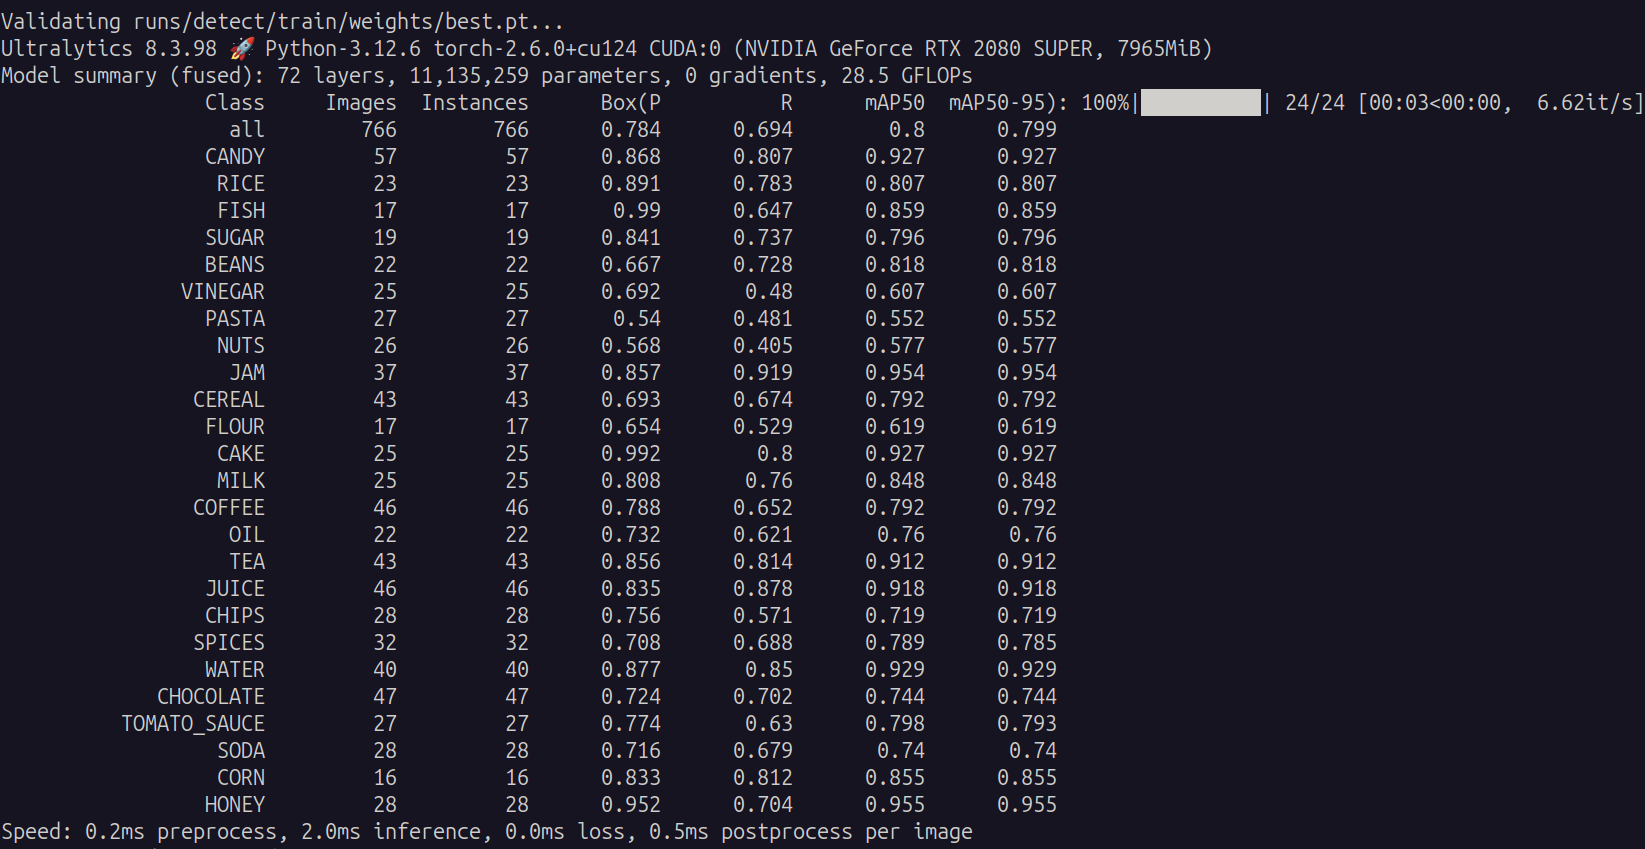 Validating runs/detect/train/weights/best.pt...
Ultralytics 8.3.98 🚀 Python-3.12.6 torch-2.6.0+cu124 CUDA:0 (NVIDIA GeForce RTX 2080 SUPER, 7965MiB)
Model summary (fused): 72 layers, 11,135,259 parameters, 0 gradients, 28.5 GFLOPs
Class Images Instances Box(P R mAP50 mAP50-95): 100%|██████████| 24/24 [00:03<00:00, 6.62it/s]
all 766 766 0.784 0.694 0.8 0.799
CANDY 57 57 0.868 0.807 0.927 0.927
RICE 23 23 0.891 0.783 0.807 0.807
FISH 17 17 0.99 0.647 0.859 0.859
SUGAR 19 19 0.841 0.737 0.796 0.796
BEANS 22 22 0.667 0.728 0.818 0.818
VINEGAR 25 25 0.692 0.48 0.607 0.607
PASTA 27 27 0.54 0.481 0.552 0.552
NUTS 26 26 0.568 0.405 0.577 0.577
JAM 37 37 0.857 0.919 0.954 0.954
CEREAL 43 43 0.693 0.674 0.792 0.792
FLOUR 17 17 0.654 0.529 0.619 0.619
CAKE 25 25 0.992 0.8 0.927 0.927
MILK 25 25 0.808 0.76 0.848 0.848
COFFEE 46 46 0.788 0.652 0.792 0.792
OIL 22 22 0.732 0.621 0.76 0.76
TEA 43 43 0.856 0.814 0.912 0.912
JUICE 46 46 0.835 0.878 0.918 0.918
CHIPS 28 28 0.756 0.571 0.719 0.719
SPICES 32 32 0.708 0.688 0.789 0.785
WATER 40 40 0.877 0.85 0.929 0.929
CHOCOLATE 47 47 0.724 0.702 0.744 0.744
TOMATO_SAUCE 27 27 0.774 0.63 0.798 0.793
SODA 28 28 0.716 0.679 0.74 0.74
CORN 16 16 0.833 0.812 0.855 0.855
HONEY 28 28 0.952 0.704 0.955 0.955
Speed: 0.2ms preprocess, 2.0ms inference, 0.0ms loss, 0.5ms postprocess per image